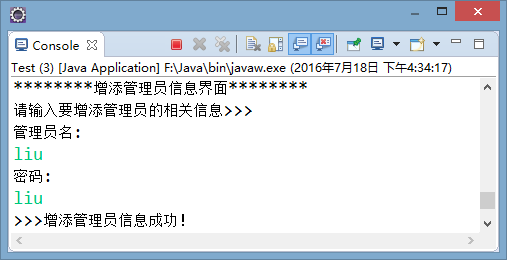 Console
Test (3) [Java Application] F:\Java\bin\javaw.exe (2016年7月18日 下午4:34:17)
********增添管理员信息界面********
请输入要增添管理员的相关信息>>>
管理员名:
liu
密码:
liu
>>>增添管理员信息成功!